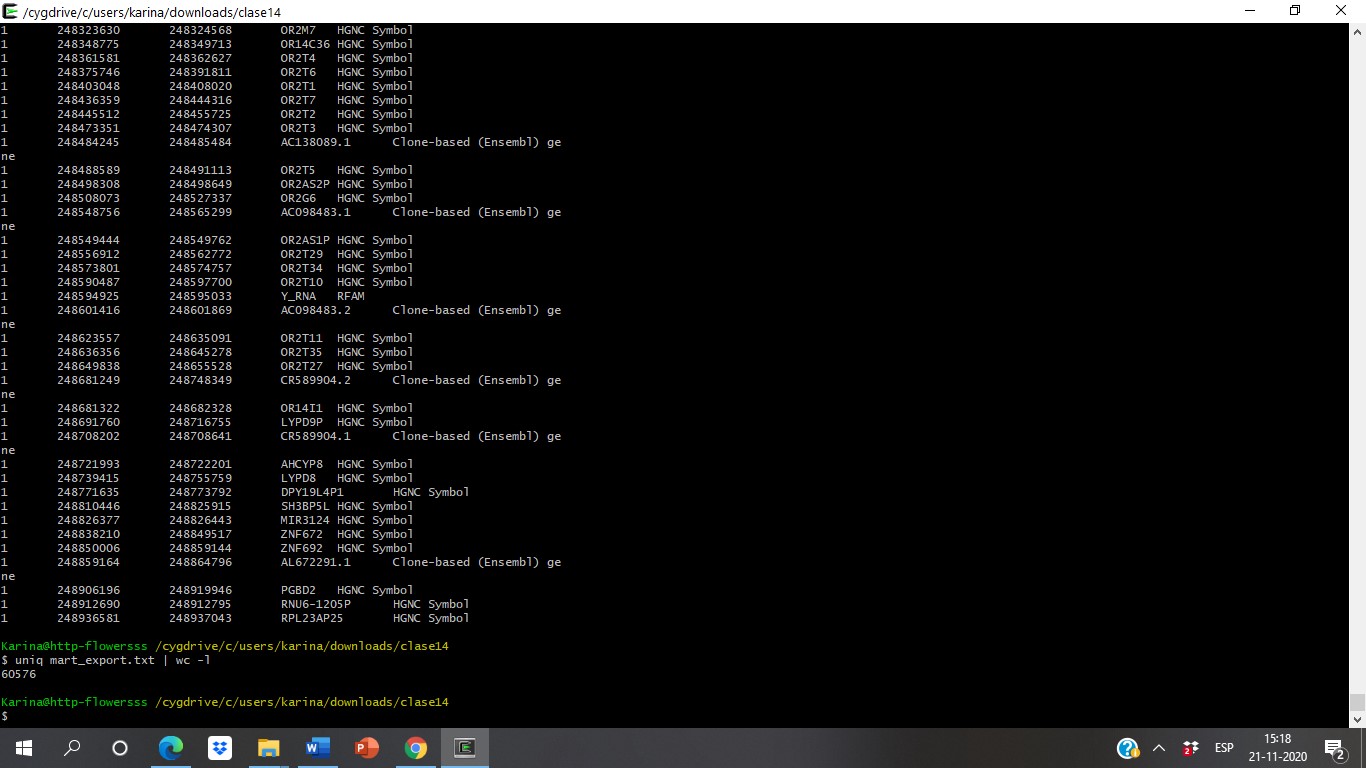 /cygdrive/c/users/karina/downloads/clase14
1 248323630 248324568 OR2M7 HGNC Symbol
1 248348775 248349713 OR14C36 HGNC Symbol
1 248361581 248362627 OR2T4 HGNC Symbol
1 248375746 248391811 OR2T6 HGNC Symbol
1 248403048 248408020 OR2T1 HGNC Symbol
1 248436359 248444316 OR2T7 HGNC Symbol
1 248445512 248455725 OR2T2 HGNC Symbol
1 248473351 248474307 OR2T3 HGNC Symbol
1 248484245 248485484 AC138089.1 Clone-based (Ensembl) ge
ne
1 248488589 248491113 OR2T5 HGNC Symbol
1 248498308 248498649 OR2AS2P HGNC Symbol
1 248508073 248527337 OR2G6 HGNC Symbol
1 248548756 248565299 AC098483.1 Clone-based (Ensembl) ge
ne
1 248549444 248549762 OR2AS1P HGNC Symbol
1 248556912 248562772 OR2T29 HGNC Symbol
1 248573801 248574757 OR2T34 HGNC Symbol
1 248590487 248597700 OR2T10 HGNC Symbol
1 248594925 248595033 Y_RNA RFAM
1 248601416 248601869 AC098483.2 Clone-based (Ensembl) ge
ne
1 248623557 248635091 OR2T11 HGNC Symbol
1 248636356 248645278 OR2T35 HGNC Symbol
1 248649838 248655528 OR2T27 HGNC Symbol
1 248681249 248748349 CR589904.2 Clone-based (Ensembl) ge
ne
1 248681322 248682328 OR14I1 HGNC Symbol
1 248691760 248716755 LYPD9P HGNC Symbol
1 248708202 248708641 CR589904.1 Clone-based (Ensembl) ge
ne
1 248721993 248722201 AHCYP8 HGNC Symbol
1 248739415 248755759 LYPD8 HGNC Symbol
1 248771635 248773792 DPY19L4P1 HGNC Symbol
1 248810446 248825915 SH3BP5L HGNC Symbol
1 248826377 248826443 MIR3124 HGNC Symbol
1 248838210 248849517 ZNF672 HGNC Symbol
1 248850006 248859144 ZNF692 HGNC Symbol
1 248859164 248864796 AL672291.1 Clone-based (Ensembl) ge
ne
1 248906196 248919946 PGBD2 HGNC Symbol
1 248912690 248912795 RNU6-1205P HGNC Symbol
1 248936581 248937043 RPL23AP25 HGNC Symbol
Karina@http-flowersss /cygdrive/c/users/karina/downloads/clase14
$ uniq mart_export.txt | wc -l
60576
Karina@http-flowersss /cygdrive/c/users/karina/downloads/clase14
$
ESP
15:18
21-11-2020
2